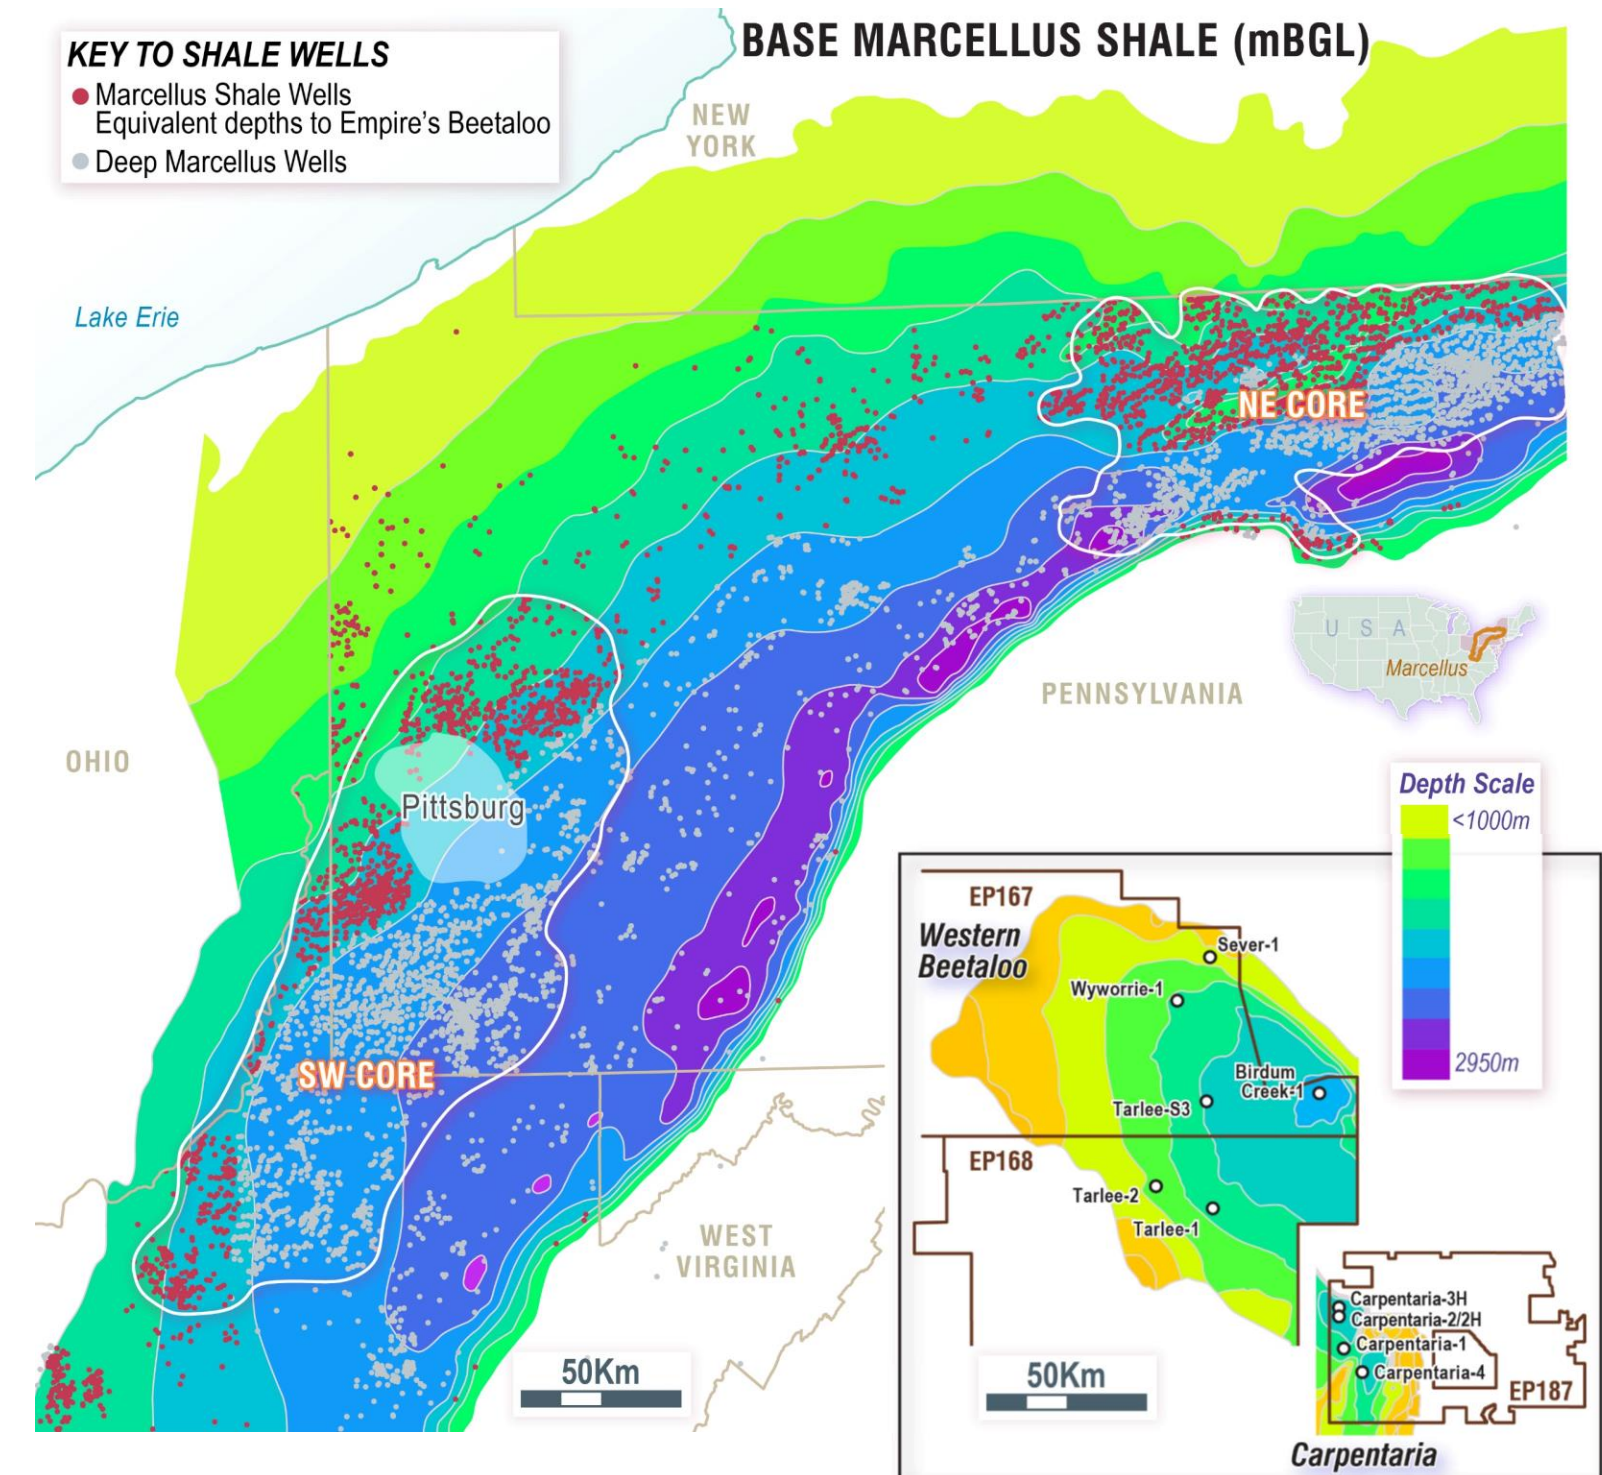 BASE MARCELLUS SHALE (mBGL)
KEY TO SHALE WELLS
Marcellus Shale Wells
Equivalent depths to Empire's Beetaloo
Deep Marcellus Wells
NEW
YORK
Lake Erie
NE CORE
U S A
Marcellus
PENNSYLVANIA
OHIO
Pittsburg
Depth Scale
<1000m
2950m
SW CORE
WEST
VIRGINIA
50Km
EP167
Western
Beetaloo
Sever-1
Wyworrie-1
Birdum
Creek-1
Tarlee-S3
EP168
Tarlee-2
Tarlee-1
Carpentaria-3H
Carpentaria-2/2H
Carpentaria-1
Carpentaria-4
EP187
50Km
Carpentaria